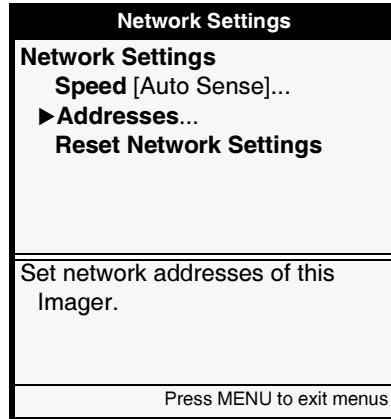 Network Settings
Network Settings
Speed [Auto Sense]...
▶Addresses...
Reset Network Settings
Set network addresses of this
Imager.
Press MENU to exit menus